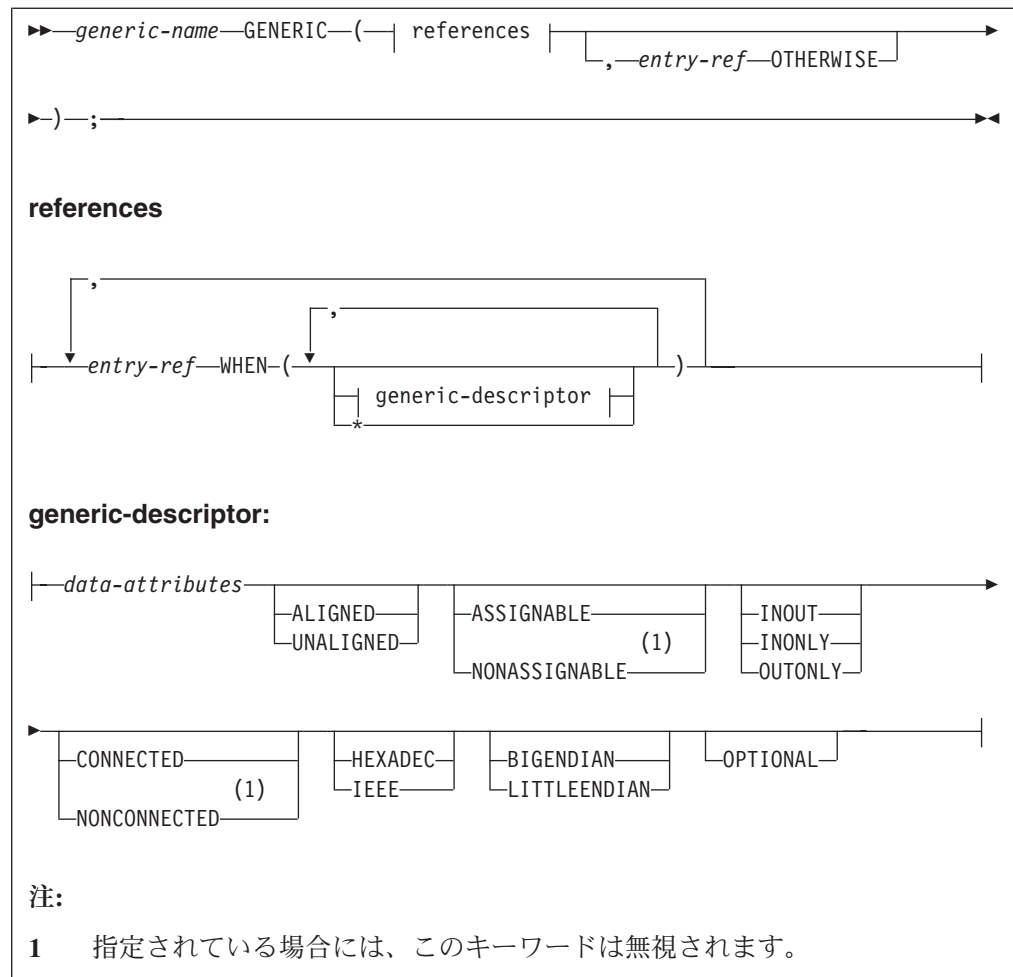 generic-name GENERIC ( references
, entry-ref OTHERWISE
) ;
references
,
,
entry-ref WHEN ( )
generic-descriptor
*
generic-descriptor:
data-attributes
ALIGNED ASSIGNABLE INOUT
UNALIGNED (1) INONLY
NONASSIGNABLE OUTONLY
CONNECTED HEXADEC BIGENDIAN OPTIONAL
(1) IEEE LITTLEENDIAN
NONCONNECTED
注:
1 指定されている場合には、このキーワードは無視されます。